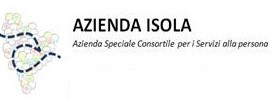 AZIENDA ISOLA
Azienda Speciale Consortile per i Servizi alla persona